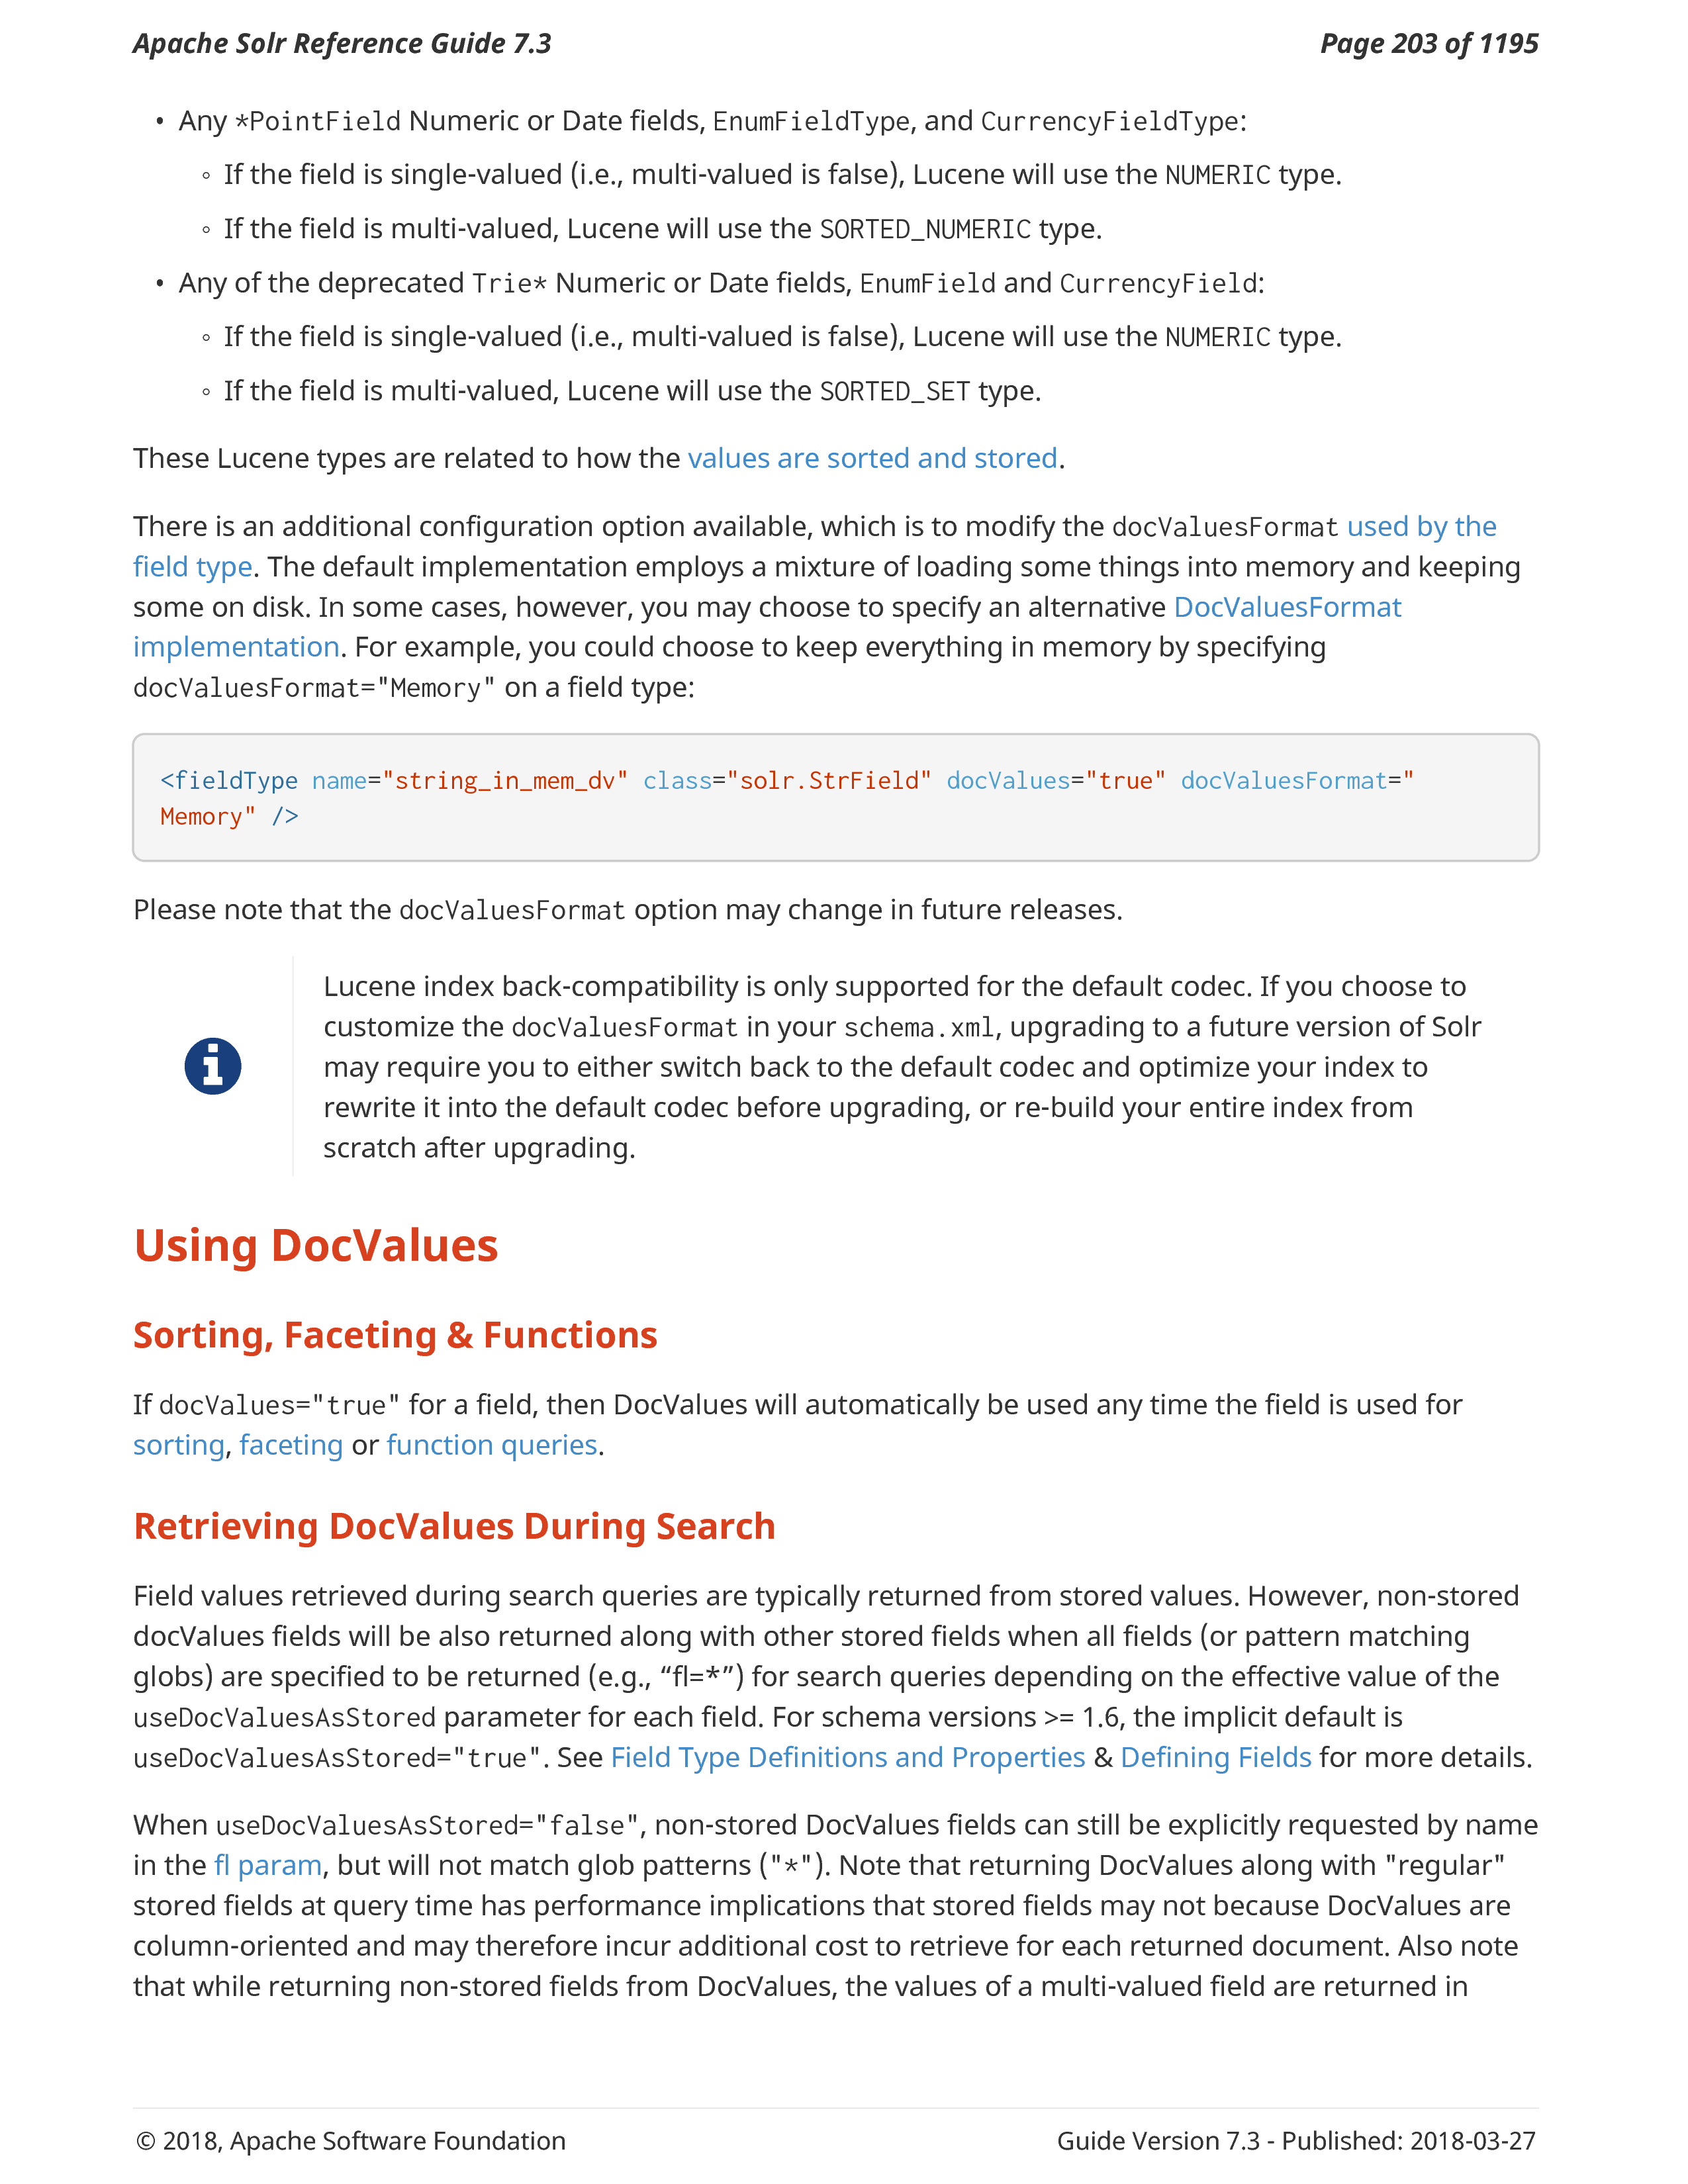 Apache Solr Reference Guide 7.3
Page 203 of 1195
• Any *PointField Numeric or Date fields, EnumFieldType, and CurrencyFieldType:
◦ If the field is single-valued (i.e., multi-valued is false), Lucene will use the NUMERIC type.
◦ If the field is multi-valued, Lucene will use the SORTED_NUMERIC type.
• Any of the deprecated Trie* Numeric or Date fields, EnumField and CurrencyField:
◦ If the field is single-valued (i.e., multi-valued is false), Lucene will use the NUMERIC type.
◦ If the field is multi-valued, Lucene will use the SORTED_SET type.
These Lucene types are related to how the values are sorted and stored.
There is an additional configuration option available, which is to modify the docValuesFormat used by the
field type. The default implementation employs a mixture of loading some things into memory and keeping
some on disk. In some cases, however, you may choose to specify an alternative DocValuesFormat
implementation. For example, you could choose to keep everything in memory by specifying
docValuesFormat="Memory" on a field type:
<fieldType name="string_in_mem_dv" class="solr.StrField" docValues="true" docValuesFormat="
Memory" />
Please note that the docValuesFormat option may change in future releases.
Lucene index back-compatibility is only supported for the default codec. If you choose to
customize the docValuesFormat in your schema.xml, upgrading to a future version of Solr
may require you to either switch back to the default codec and optimize your index to
rewrite it into the default codec before upgrading, or re-build your entire index from
scratch after upgrading.
Using DocValues
Sorting, Faceting & Functions
If docValues="true" for a field, then DocValues will automatically be used any time the field is used for
sorting, faceting or function queries.
Retrieving DocValues During Search
Field values retrieved during search queries are typically returned from stored values. However, non-stored
docValues fields will be also returned along with other stored fields when all fields (or pattern matching
globs) are specified to be returned (e.g., “fl=*”) for search queries depending on the effective value of the
useDocValuesAsStored parameter for each field. For schema versions >= 1.6, the implicit default is
useDocValuesAsStored="true". See Field Type Definitions and Properties & Defining Fields for more details.
When useDocValuesAsStored="false", non-stored DocValues fields can still be explicitly requested by name
in the fl param, but will not match glob patterns ("*"). Note that returning DocValues along with "regular"
stored fields at query time has performance implications that stored fields may not because DocValues are
column-oriented and may therefore incur additional cost to retrieve for each returned document. Also note
that while returning non-stored fields from DocValues, the values of a multi-valued field are returned in
© 2018, Apache Software Foundation
Guide Version 7.3 - Published: 2018-03-27